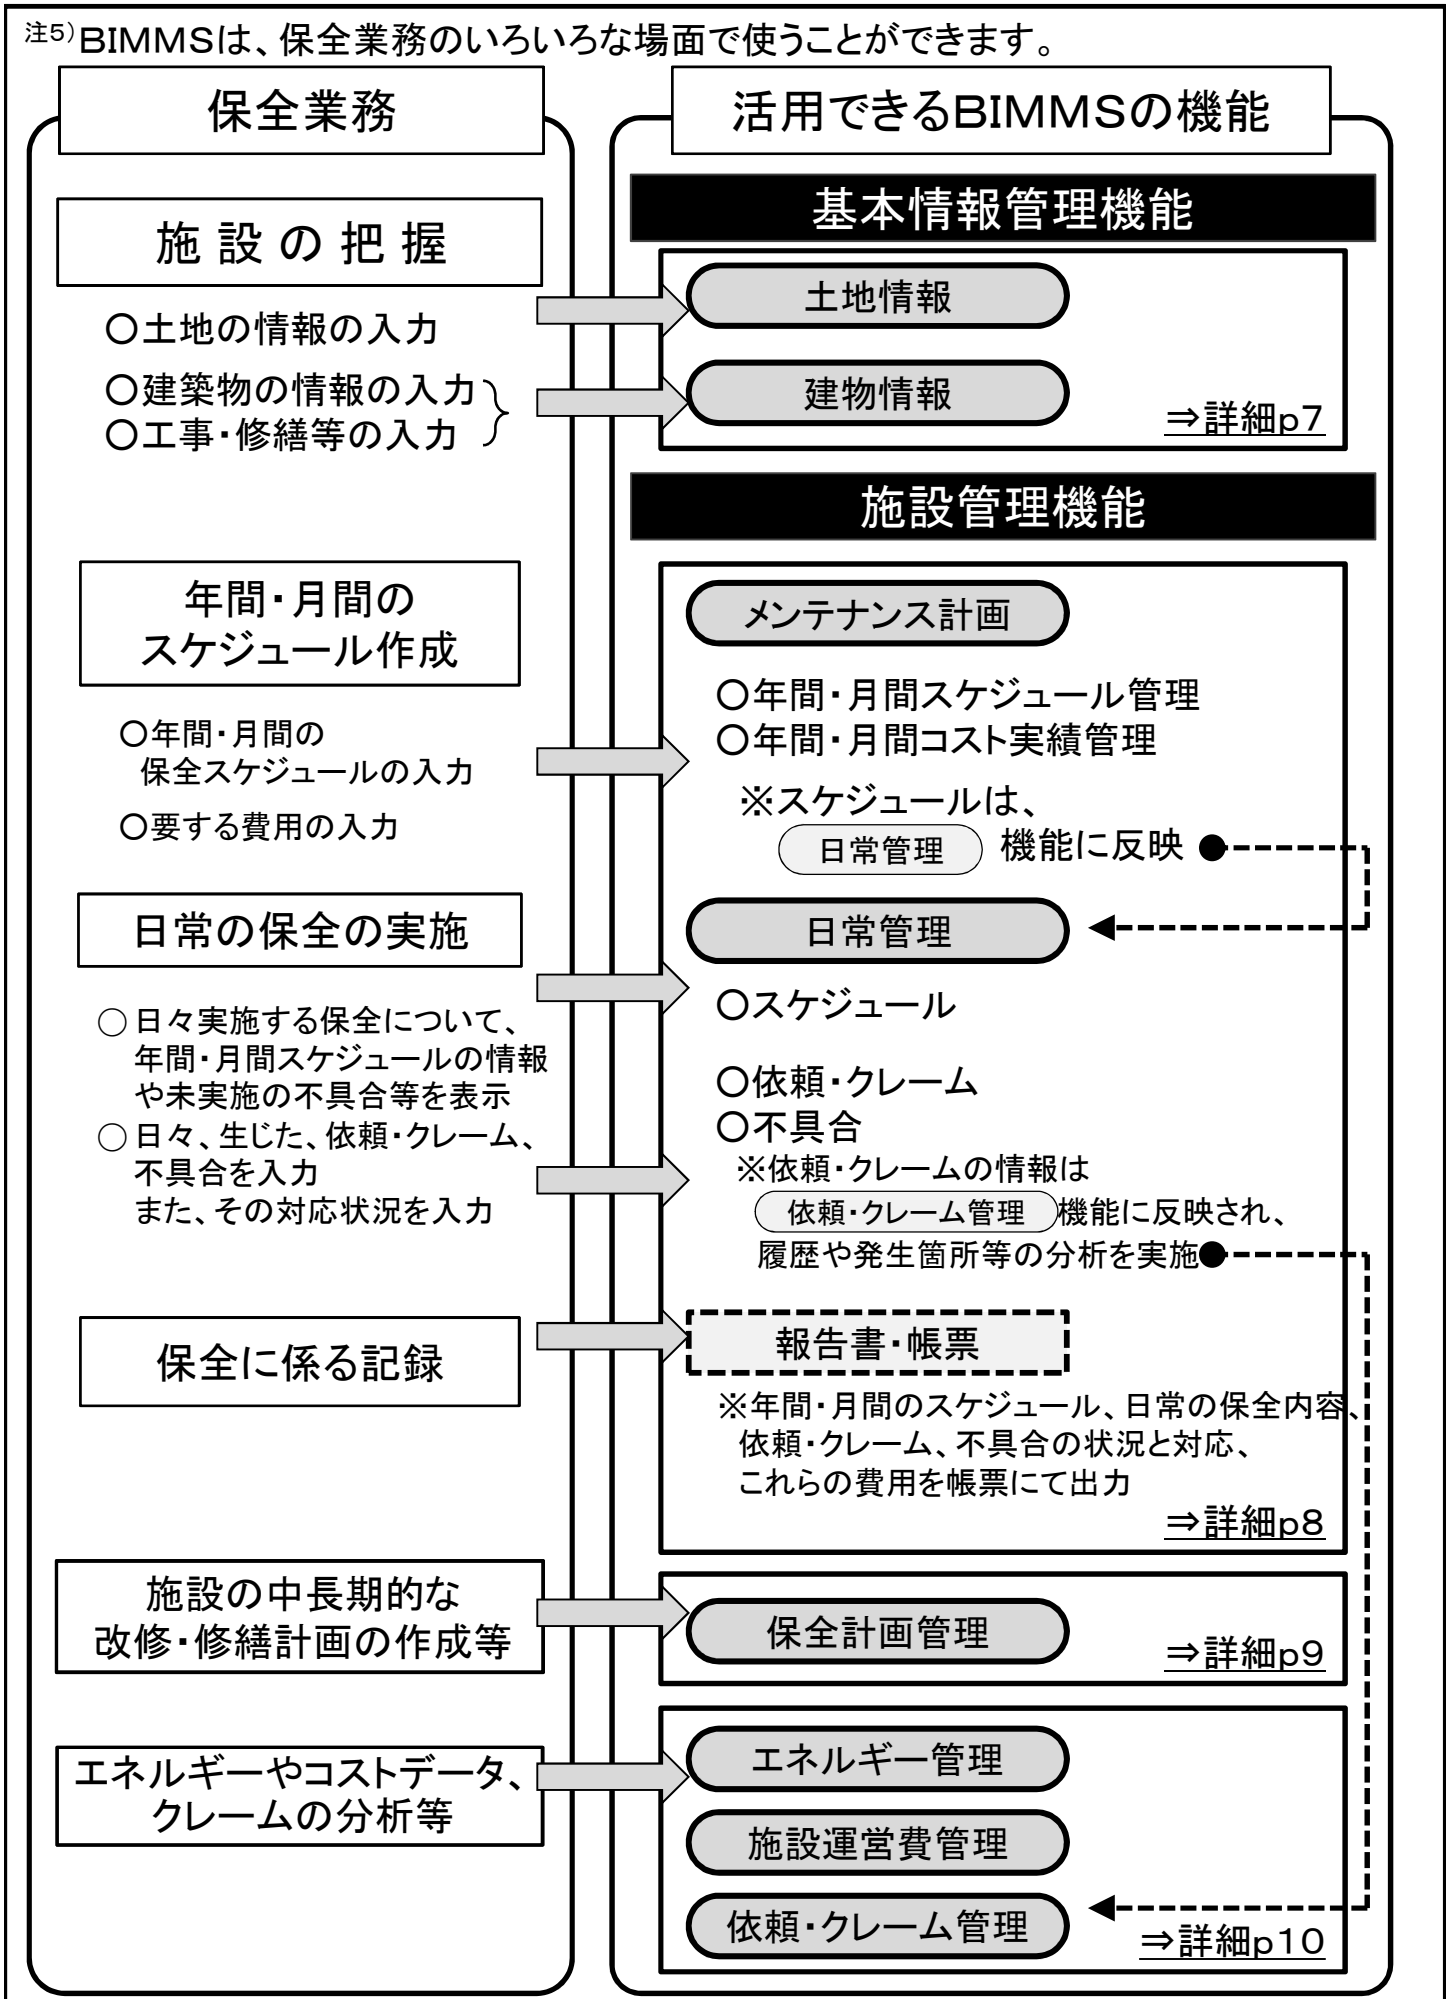 注5)BIMMSは、保全業務のいろいろな場面で使うことができます。
保全業務
施設の把握
○土地の情報の入力
○建築物の情報の入力
○工事・修繕等の入力
年間・月間の
スケジュール作成
○年間・月間の
保全スケジュールの入力
○要する費用の入力
日常の保全の実施
○日々実施する保全について、
年間・月間スケジュールの情報
や未実施の不具合等を表示
○日々、生じた、依頼・クレーム、
不具合を入力
また、その対応状況を入力
保全に係る記録
施設の中長期的な
改修・修繕計画の作成等
エネルギーやコストデータ、
クレームの分析等
活用できるBIMMSの機能
基本情報管理機能
土地情報
建物情報
⇒詳細p7
施設管理機能
メンテナンス計画
○年間・月間スケジュール管理
○年間・月間コスト実績管理
※スケジュールは、
日常管理 機能に反映
日常管理
○スケジュール
○依頼・クレーム
○不具合
※依頼・クレームの情報は
依頼・クレーム管理 機能に反映され、
履歴や発生箇所等の分析を実施
報告書・帳票
※年間・月間のスケジュール、日常の保全内容、
依頼・クレーム、不具合の状況と対応、
これらの費用を帳票にて出力
⇒詳細p8
保全計画管理
⇒詳細p9
エネルギー管理
施設運営費管理
依頼・クレーム管理
⇒詳細p10